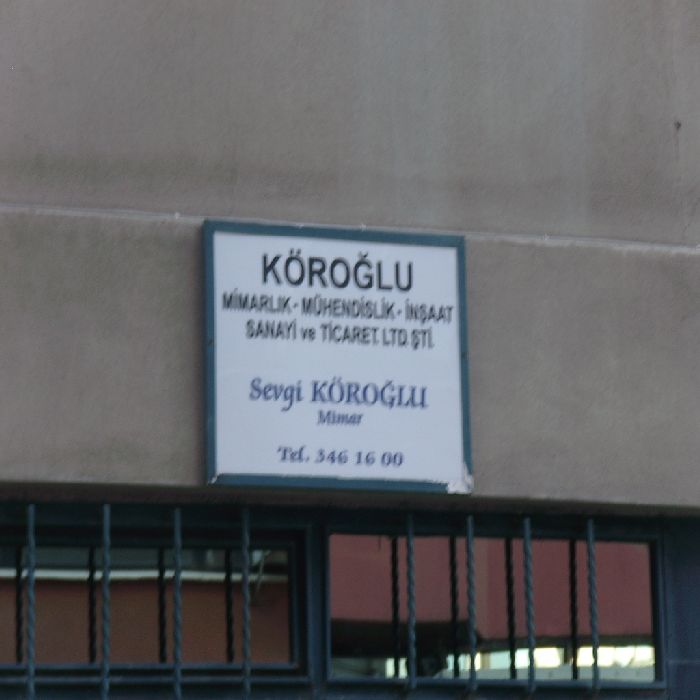 KÖROĞLU
MİMARLIK - MÜHENDİSLİK - İNŞAAT
SANAYİ ve TİCARET. LTD. ŞTİ.
Sevgi KÖROĞLU
Mimar
Tel. 346 16 00